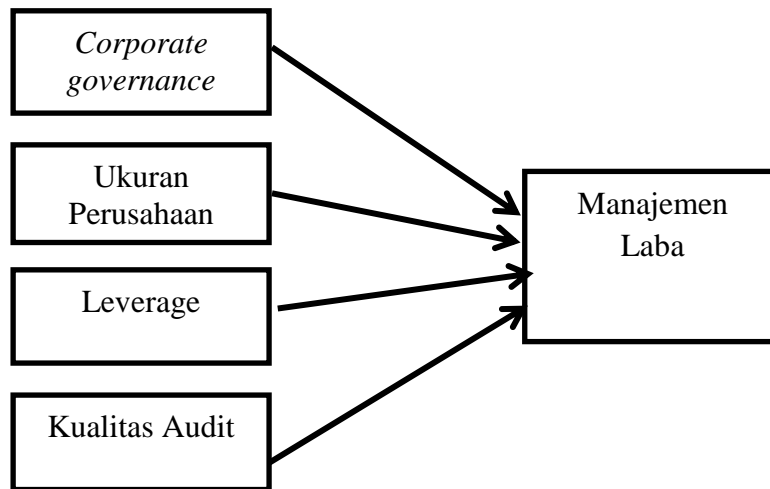 Corporate
governance
Ukuran
Perusahaan
Leverage
Kualitas Audit
Manajemen
Laba